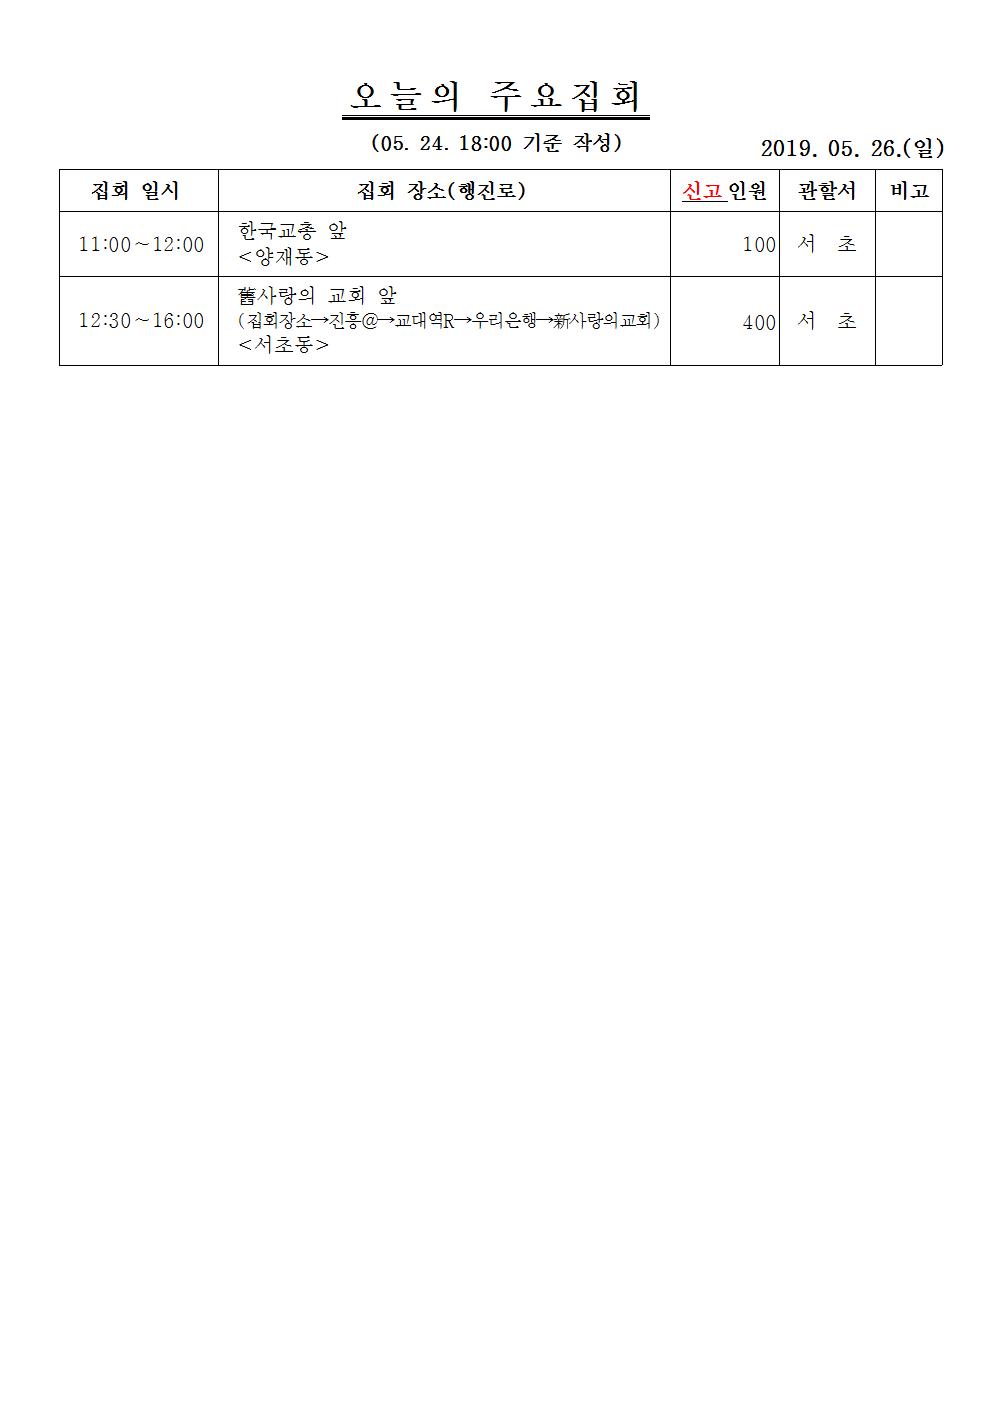 오늘의 주요집회
(05. 24. 18:00 기준 작성)
2019. 05. 26.(일)
집회 일시 집회 장소(행진로) 신고 인원 관할서 비고
11:00~12:00 한국교총 앞
<양재동> 100 서 초
12:30~16:00 舊사랑의 교회 앞
(집회장소→진흥@→교대역R→우리은행→新사랑의교회)
<서초동> 400 서 초